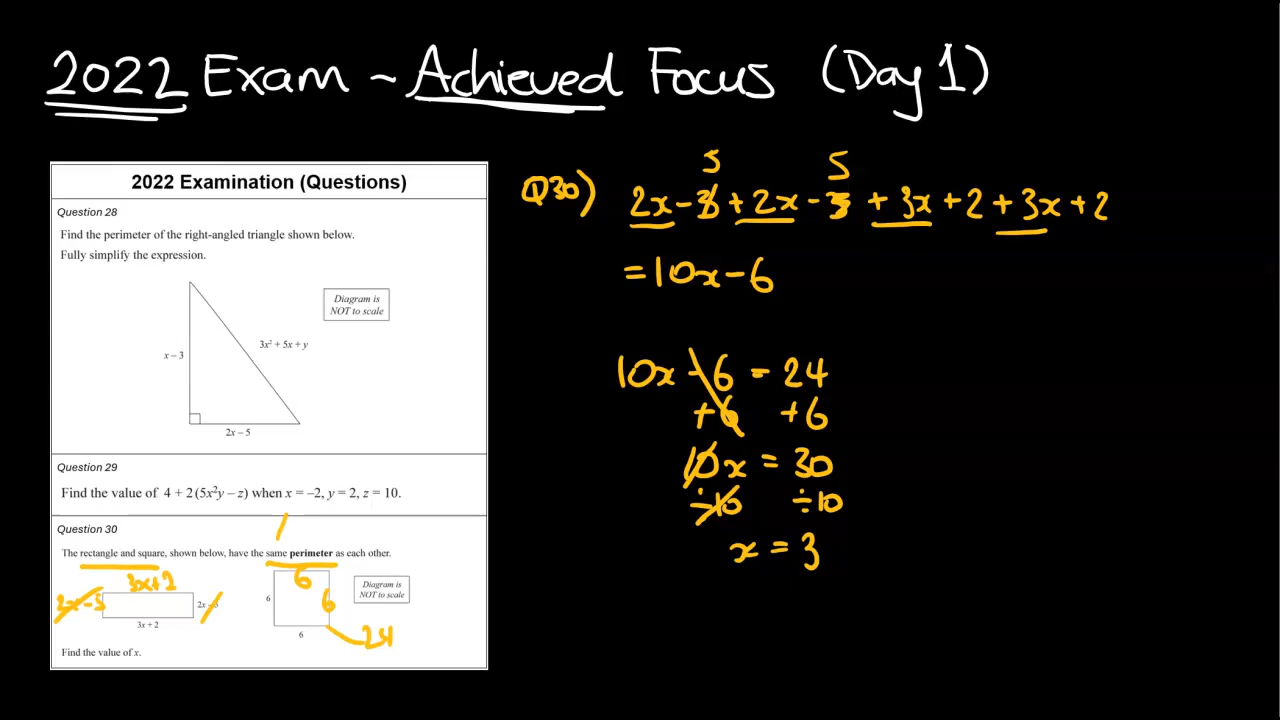 2022 Exam ~ Achieved Focus (Day 1)
2022 Examination (Questions)
Question 28
Find the perimeter of the right-angled triangle shown below.
Fully simplify the expression.
Diagram is
NOT to scale
x – 3
3x² + 5x + y
2x – 5
Question 29
Find the value of 4 + 2(5x²y – z) when x = –2, y = 2, z = 10.
Question 30
The rectangle and square, shown below, have the same perimeter as each other.
3x+2
2x-5
2x –
3x + 2
6
6
6
6
24
Diagram is
NOT to scale
Find the value of x.
5 5
Q30) 2x - + 2x - + 3x + 2 + 3x + 2
= 10x - 6
10x - 6 = 24
+6 +6
10x = 30
÷10 ÷10
x = 3